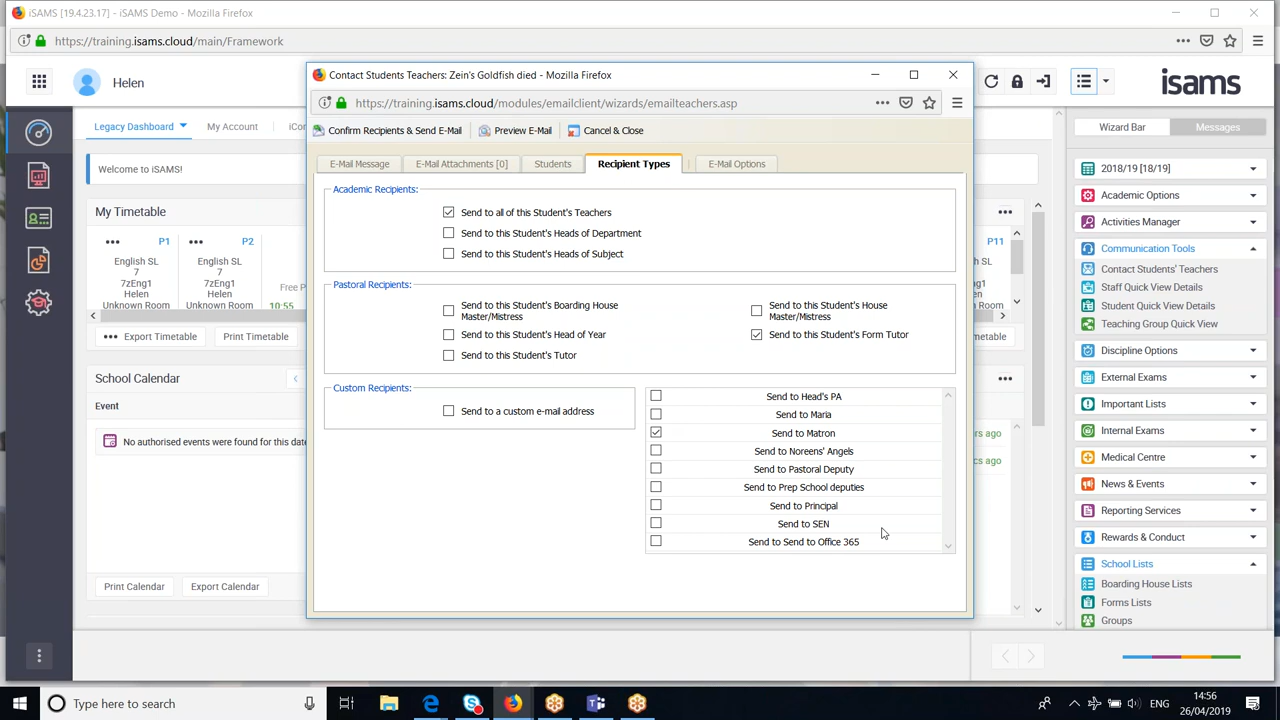 iSAMS [19.4.23.17] - iSAMS Demo - Mozilla Firefox
https://training.isams.cloud/main/Framework
Helen
isams
Legacy Dashboard
My Account
iCon
Welcome to iSAMS!
My Timetable
P1
P2
P11
English SL
7
7zEng1
Helen
Unknown Room
English SL
7
7zEng1
Helen
Unknown Room
Free P
10:55
Export Timetable
Print Timetable
metable
School Calendar
Event
No authorised events were found for this date
rs ago
cs ago
Print Calendar
Export Calendar
Contact Students Teachers: Zein's Goldfish died - Mozilla Firefox
https://training.isams.cloud/modules/emailclient/wizards/emailteachers.asp
Confirm Recipients & Send E-Mail
Preview E-Mail
Cancel & Close
E-Mail Message
E-Mail Attachments [0]
Students
Recipient Types
E-Mail Options
Academic Recipients:
Send to all of this Student's Teachers
Send to this Student's Heads of Department
Send to this Student's Heads of Subject
Pastoral Recipients:
Send to this Student's Boarding House
Master/Mistress
Send to this Student's House
Master/Mistress
Send to this Student's Head of Year
Send to this Student's Form Tutor
Send to this Student's Tutor
Custom Recipients:
Send to a custom e-mail address
Send to Head's PA
Send to Maria
Send to Matron
Send to Noreens' Angels
Send to Pastoral Deputy
Send to Prep School deputies
Send to Principal
Send to SEN
Send to Send to Office 365
Wizard Bar
Messages
2018/19 [18/19]
Academic Options
Activities Manager
Communication Tools
Contact Students' Teachers
Staff Quick View Details
Student Quick View Details
Teaching Group Quick View
Discipline Options
External Exams
Important Lists
Internal Exams
Medical Centre
News & Events
Reporting Services
Rewards & Conduct
School Lists
Boarding House Lists
Forms Lists
Groups
Type here to search
ENG
14:56
26/04/2019